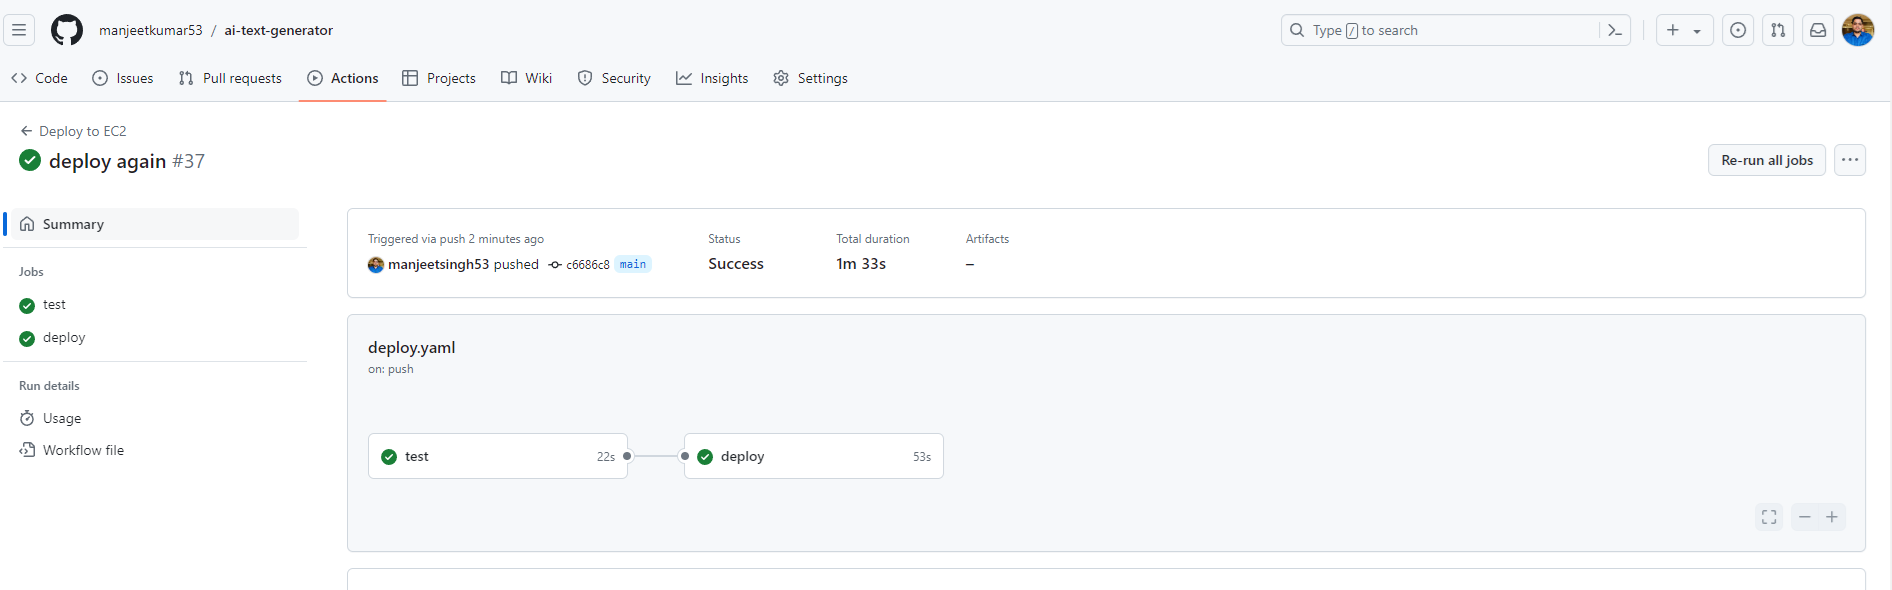 manjeetkumar53 / ai-text-generator
Type / to search
Code Issues Pull requests Actions Projects Wiki Security Insights Settings
Deploy to EC2
deploy again #37
Re-run all jobs
Summary
Jobs
test
deploy
Run details
Usage
Workflow file
Triggered via push 2 minutes ago
manjeetsingh53 pushed c6686c8 main
Status
Success
Total duration
1m 33s
Artifacts
–
deploy.yaml
on: push
test 22s
deploy 53s